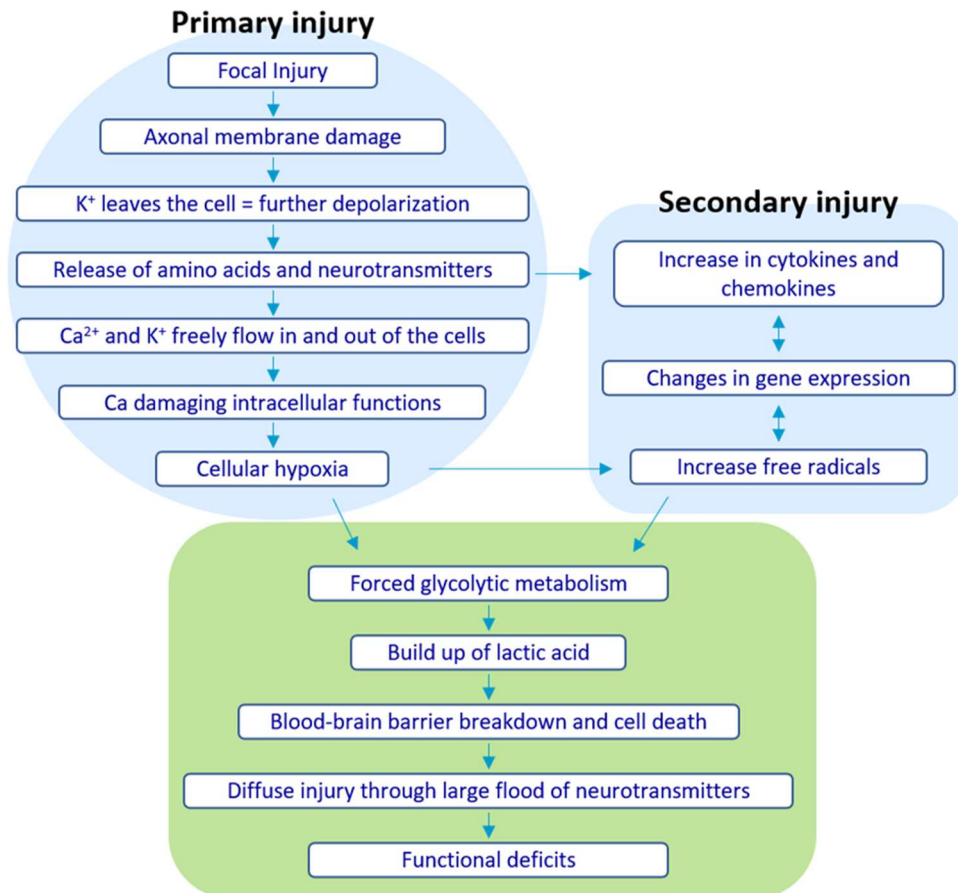 Primary injury
Focal Injury
Axonal membrane damage
K⁺ leaves the cell = further depolarization
Release of amino acids and neurotransmitters
Ca²⁺ and K⁺ freely flow in and out of the cells
Ca damaging intracellular functions
Cellular hypoxia
Secondary injury
Increase in cytokines and
chemokines
Changes in gene expression
Increase free radicals
Forced glycolytic metabolism
Build up of lactic acid
Blood-brain barrier breakdown and cell death
Diffuse injury through large flood of neurotransmitters
Functional deficits